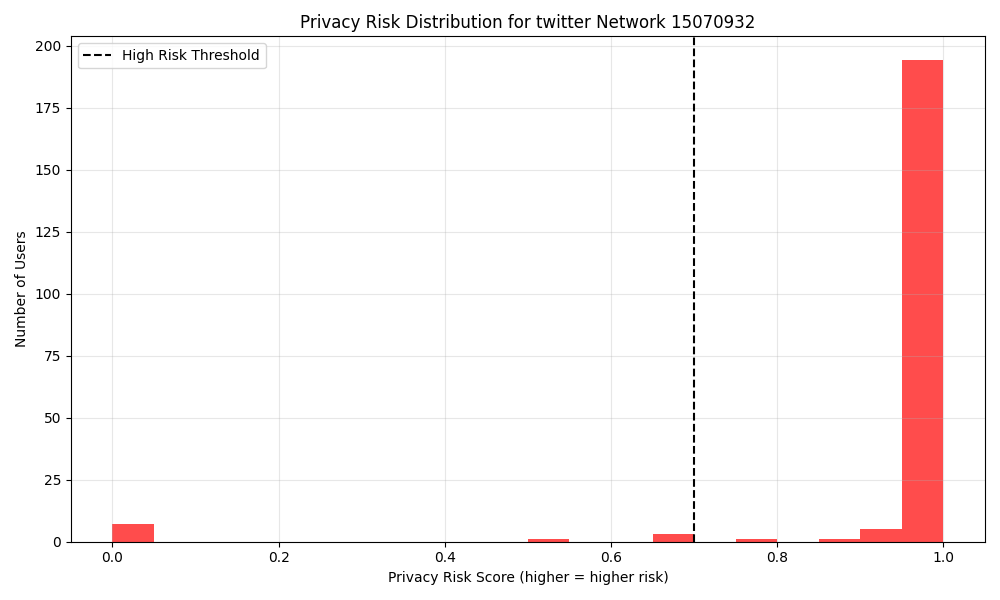 Privacy Risk Distribution for twitter Network 15070932
High Risk Threshold
200
175
150
125
100
75
50
25
0
Number of Users
0.0 0.2 0.4 0.6 0.8 1.0
Privacy Risk Score (higher = higher risk)